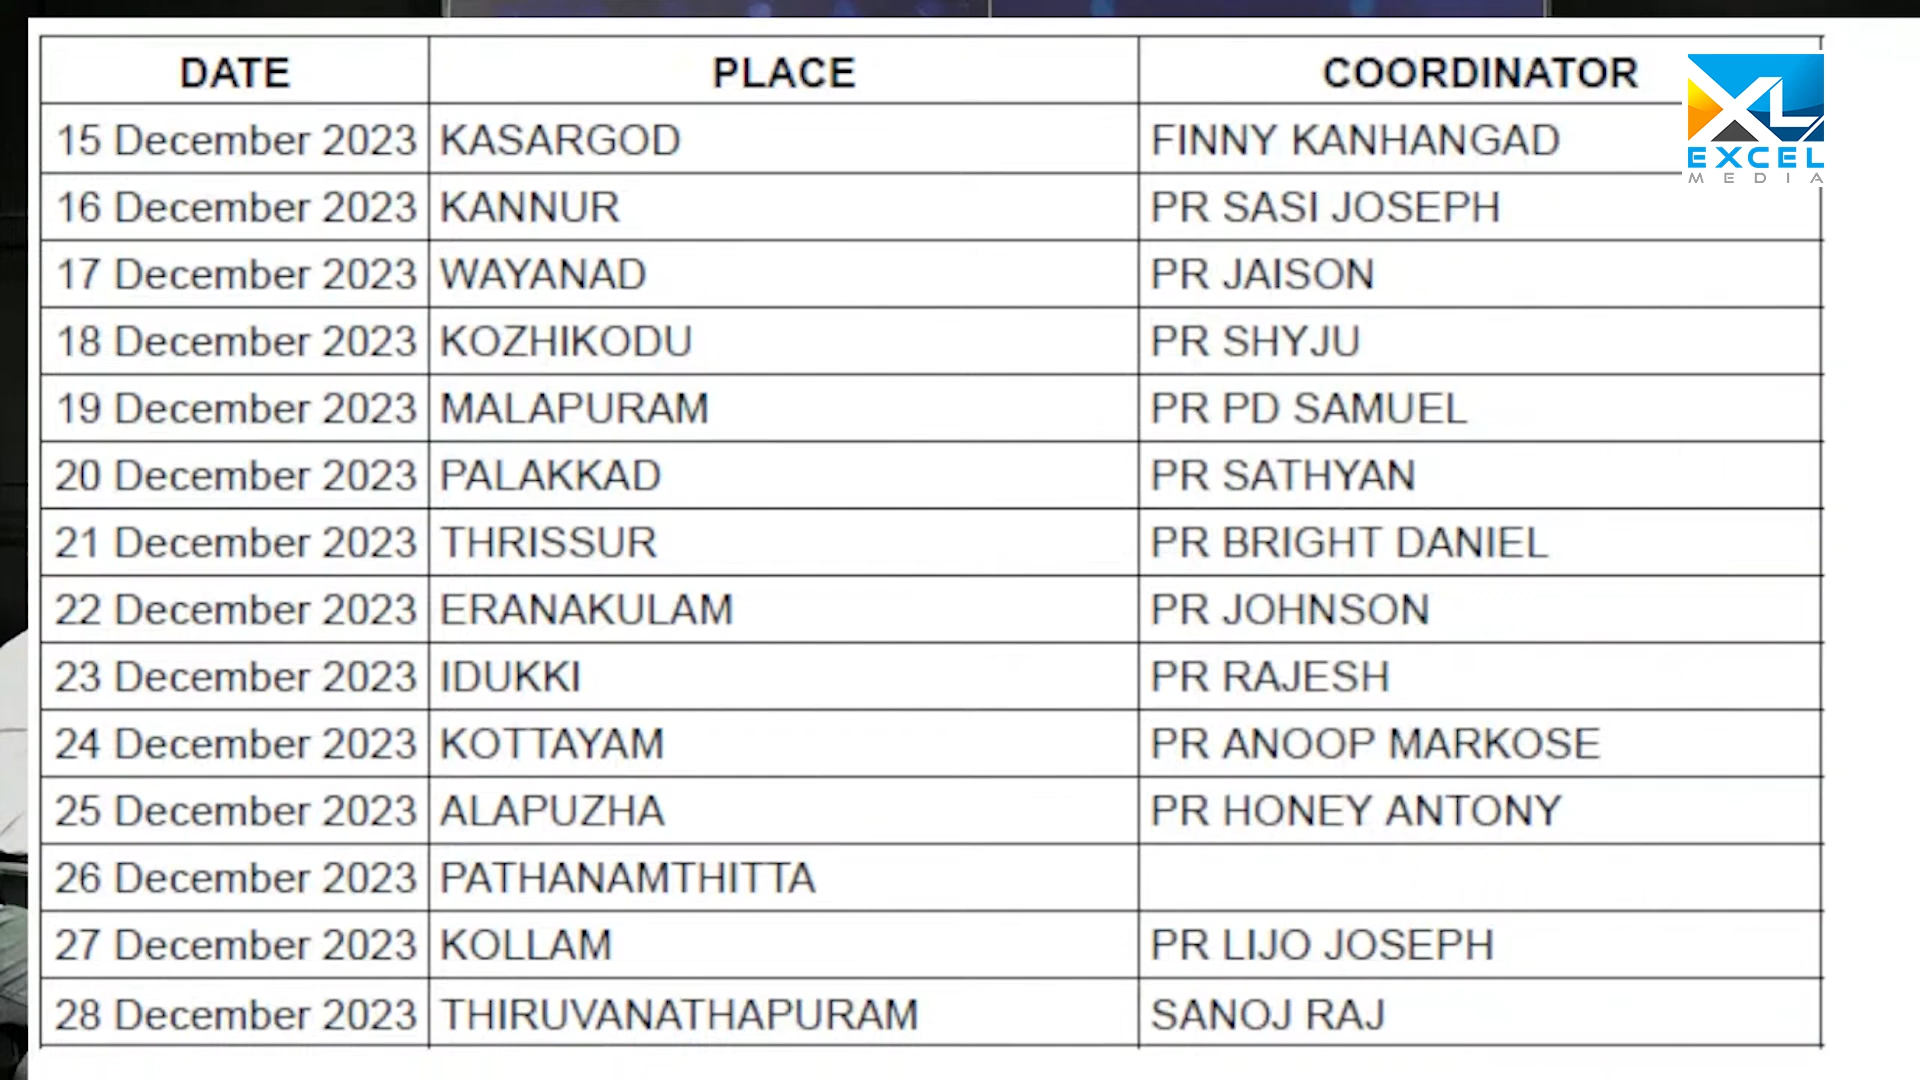 DATE PLACE COORDINATOR
15 December 2023 KASARGOD FINNY KANHANGAD
16 December 2023 KANNUR PR SASI JOSEPH
17 December 2023 WAYANAD PR JAISON
18 December 2023 KOZHIKODU PR SHYJU
19 December 2023 MALAPURAM PR PD SAMUEL
20 December 2023 PALAKKAD PR SATHYAN
21 December 2023 THRISSUR PR BRIGHT DANIEL
22 December 2023 ERANAKULAM PR JOHNSON
23 December 2023 IDUKKI PR RAJESH
24 December 2023 KOTTAYAM PR ANOOP MARKOSE
25 December 2023 ALAPUZHA PR HONEY ANTONY
26 December 2023 PATHANAMTHITTA
27 December 2023 KOLLAM PR LIJO JOSEPH
28 December 2023 THIRUVANATHAPURAM SANOJ RAJ
XL
EXCEL
MEDIA